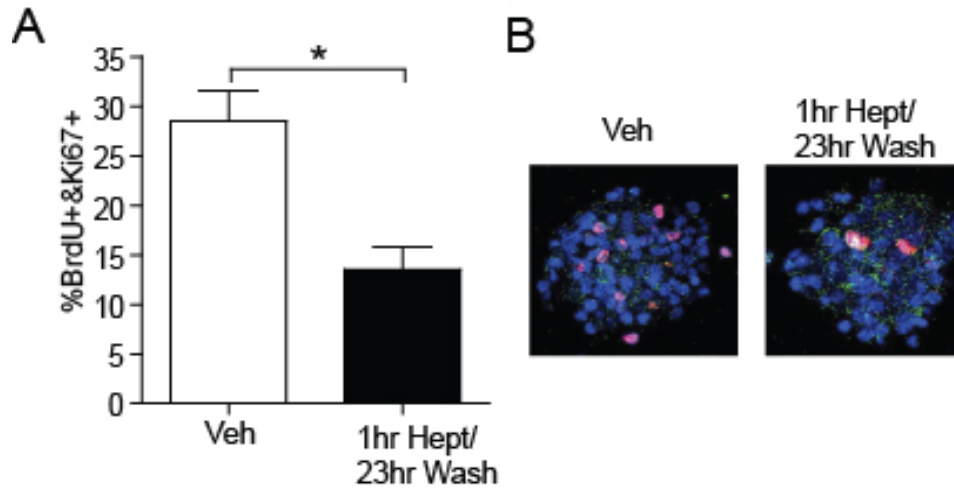 A
%BrdU+&Ki67+
35
30
25
20
15
10
5
0
*
Veh
1hr Hept/
23hr Wash
B
Veh
1hr Hept/
23hr Wash